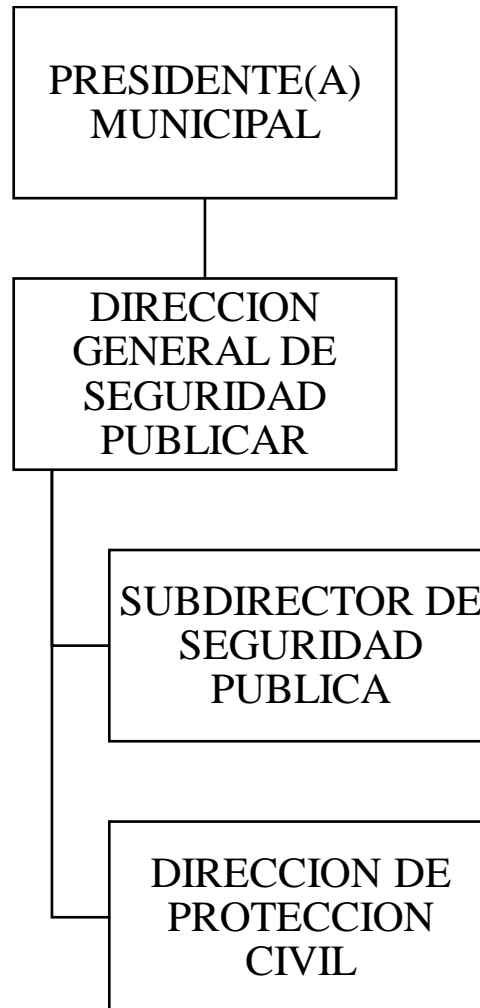 PRESIDENTE(A)
MUNICIPAL
DIRECCION
GENERAL DE
SEGURIDAD
PUBLICAR
SUBDIRECTOR DE
SEGURIDAD
PUBLICA
DIRECCION DE
PROTECCION
CIVIL